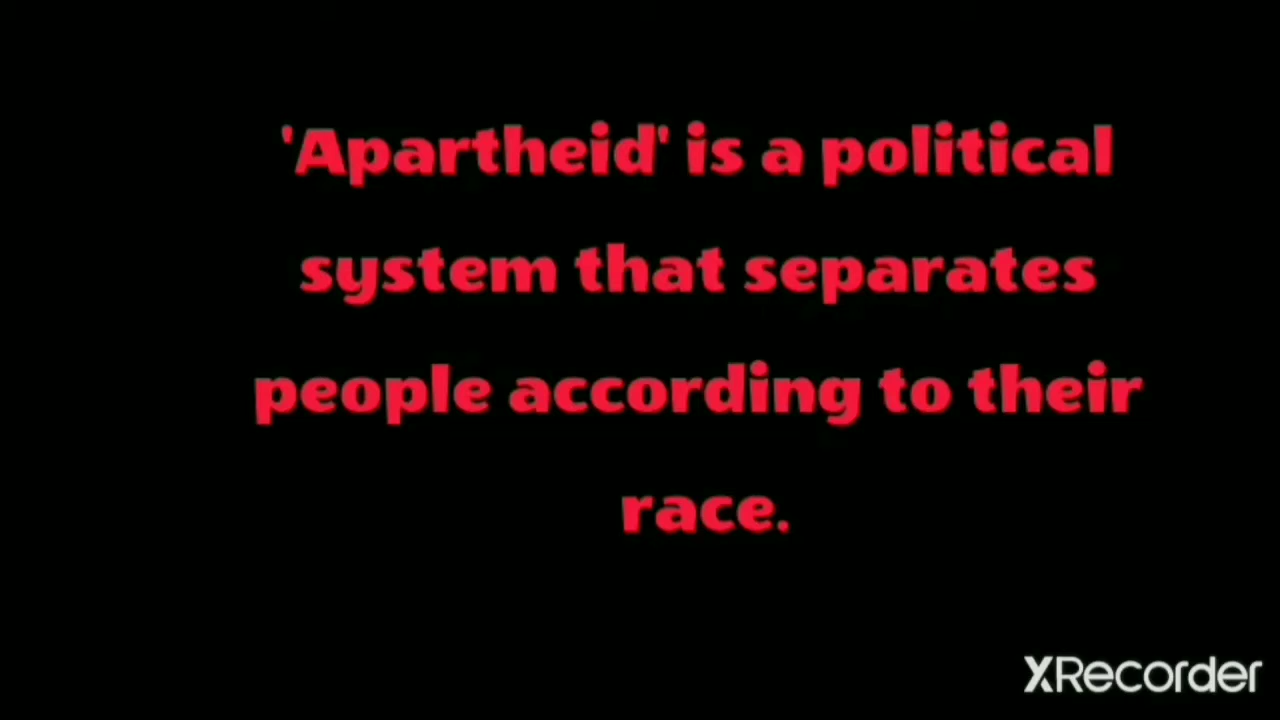 'Apartheid' is a political
system that separates
people according to their
race.
XRecorder